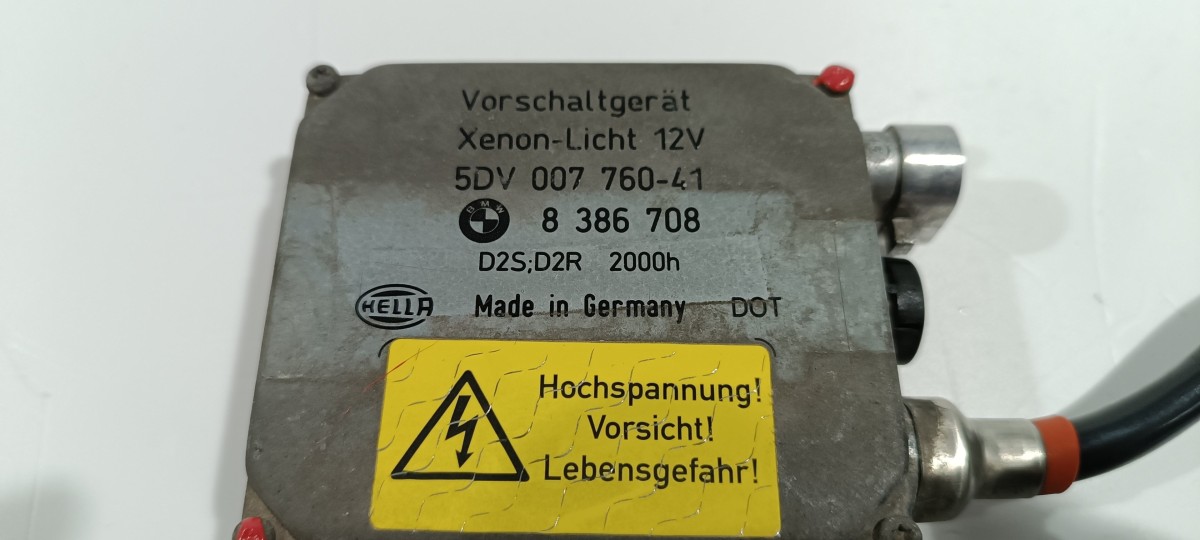 Vorschaltgerät
Xenon-Licht 12V
5DV 007 760-41
BMW 8 386 708
D2S;D2R 2000h
HELLA Made in Germany DOT
Hochspannung!
Vorsicht!
Lebensgefahr!